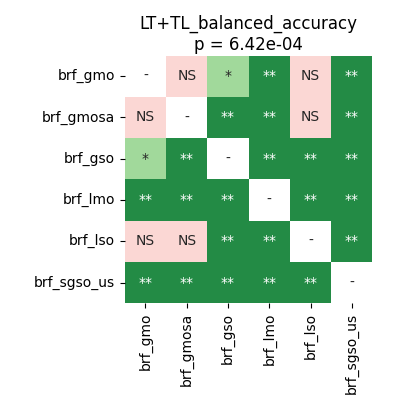 LT+TL_balanced_accuracy
p = 6.42e-04
brf_gmo - NS * ** NS **
brf_gmosa NS - ** ** NS **
brf_gso * ** - ** ** **
brf_lmo ** ** ** - ** **
brf_lso NS NS ** ** - **
brf_sgso_us ** ** ** ** ** -
brf_gmo brf_gmosa brf_gso brf_lmo brf_lso brf_sgso_us